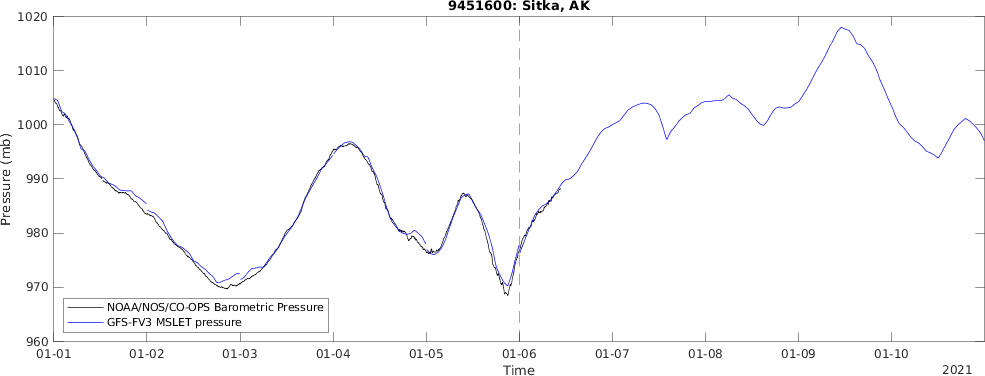 9451600: Sitka, AK
1020
1010
1000
990
980
970
960
Pressure (mb)
NOAA/NOS/CO-OPS Barometric Pressure
GFS-FV3 MSLET pressure
01-01 01-02 01-03 01-04 01-05 01-06 01-07 01-08 01-09 01-10
Time
2021